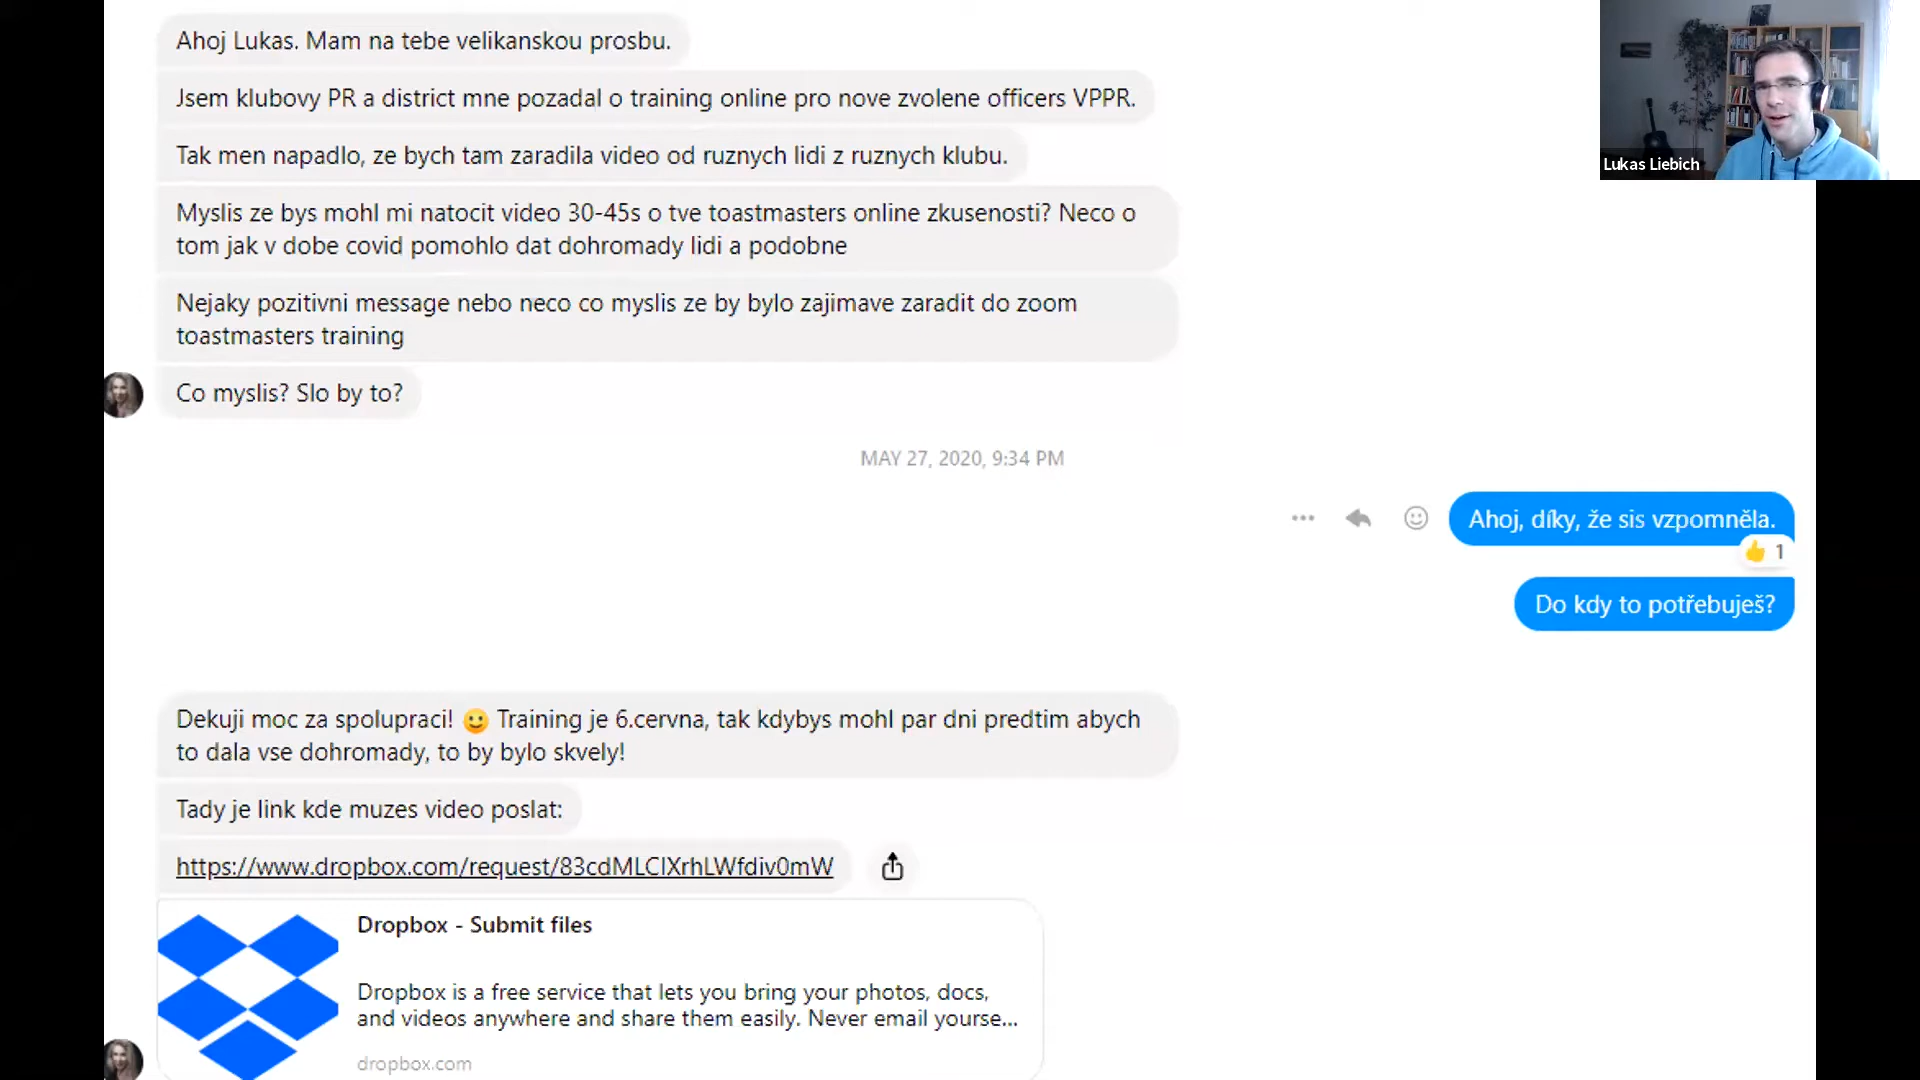 Ahoj Lukas. Mam na tebe velikanskou prosbu.
Jsem klubovy PR a district mne pozadal o training online pro nove zvolene officers VPPR.
Tak men napadlo, ze bych tam zaradila video od ruznych lidi z ruznych klubu.
Myslis ze bys mohl mi natocit video 30-45s o tve toastmasters online zkusenosti? Neco o
tom jak v dobe covid pomohlo dat dohromady lidi a podobne
Nejaky pozitivni message nebo neco co myslis ze by bylo zajimave zaradit do zoom
toastmasters training
Co myslis? Slo by to?
MAY 27, 2020, 9:34 PM
Ahoj, díky, že sis vzpomněla.
👍 1
Do kdy to potřebuješ?
Dekuji moc za spolupraci! 🙂 Training je 6.cervna, tak kdybys mohl par dni predtim abych
to dala vse dohromady, to by bylo skvely!
Tady je link kde muzes video poslat:
https://www.dropbox.com/request/83cdMLClXrhLWfdiv0mW
Dropbox - Submit files
Dropbox is a free service that lets you bring your photos, docs,
and videos anywhere and share them easily. Never email yourse...
dropbox.com
Lukas Liebich